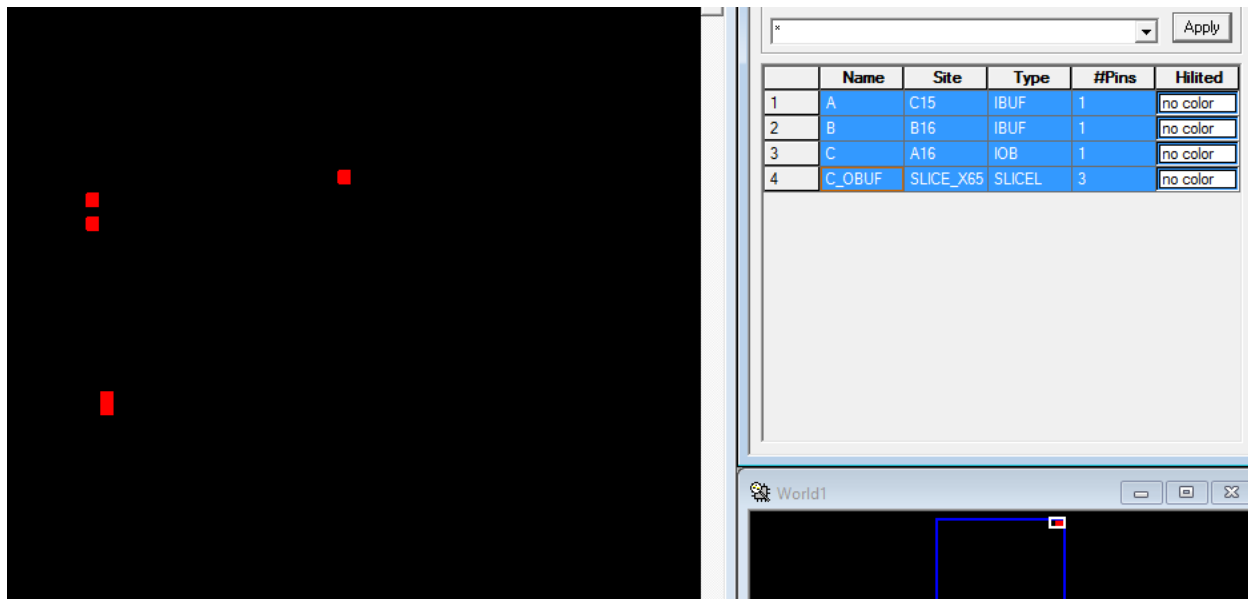 *
Apply
Name Site Type #Pins Hilited
1 A C15 IBUF 1 no color
2 B B16 IBUF 1 no color
3 C A16 IOB 1 no color
4 C_OBUF SLICE_X65 SLICEL 3 no color
World1